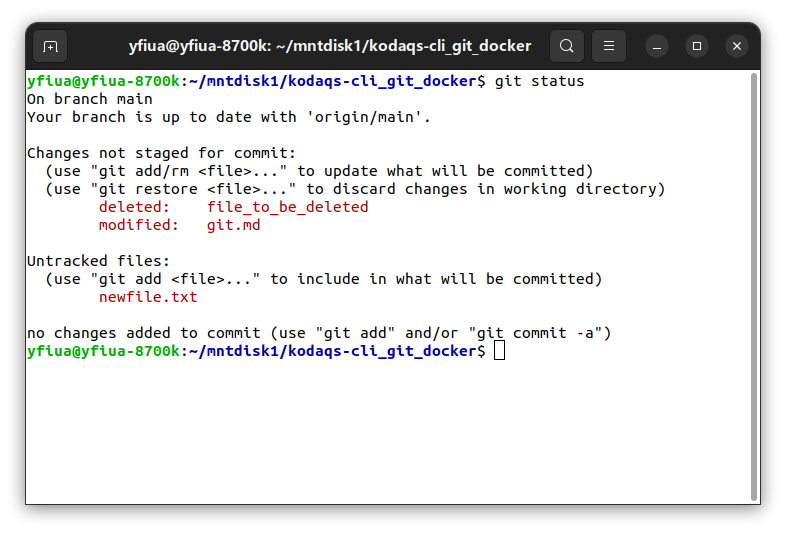 yfiua@yfiua-8700k: ~/mntdisk1/kodaqs-cli_git_docker
yfiua@yfiua-8700k:~/mntdisk1/kodaqs-cli_git_docker$ git status
On branch main
Your branch is up to date with 'origin/main'.

Changes not staged for commit:
  (use "git add/rm <file>..." to update what will be committed)
  (use "git restore <file>..." to discard changes in working directory)
        deleted:    file_to_be_deleted
        modified:   git.md

Untracked files:
  (use "git add <file>..." to include in what will be committed)
        newfile.txt

no changes added to commit (use "git add" and/or "git commit -a")
yfiua@yfiua-8700k:~/mntdisk1/kodaqs-cli_git_docker$